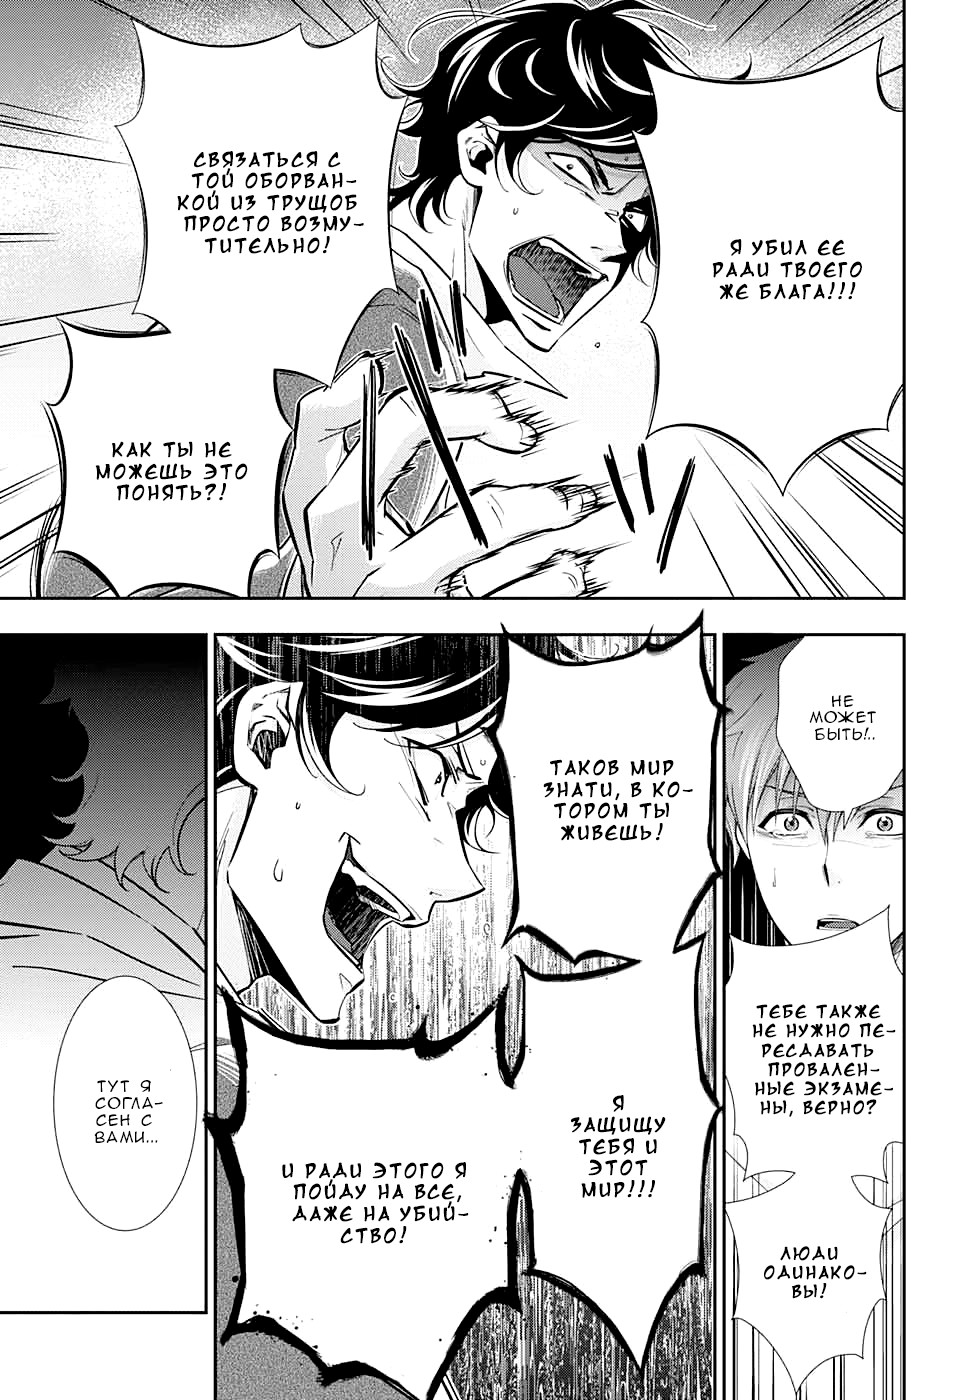 Я УБИЛ ЕЕ
РАДИ ТВОЕГО
ЖЕ БЛАГА!!!
СВЯЗАТЬСЯ С
ТОЙ ОБОРВАН-
КОЙ ИЗ ТРУЩОБ
ПРОСТО ВОЗМУ-
ТИТЕЛЬНО!
КАК ТЫ НЕ
МОЖЕШЬ ЭТО
ПОНЯТЬ?!
НЕ
МОЖЕТ
БЫТЬ!..
ТЕБЕ ТАКЖЕ
НЕ НУЖНО ПЕ-
РЕСДАВАТЬ
ПРОВАЛЕН-
НЫЕ ЭКЗАМЕ-
НЫ, ВЕРНО?
ЛЮДИ
ОДИНАКО-
ВЫ!
ТАКОВ МИР
ЗНАТИ, В КО-
ТОРОМ ТЫ
ЖИВЕШЬ!
Я
ЗАЩИЩУ
ТЕБЯ И
ЭТОТ
МИР!!!
И РАДИ ЭТОГО Я
ПОЙДУ НА ВСЕ,
ДАЖЕ НА УБИЙ-
СТВО!
ТУТ Я
СОГЛА-
СЕН С
ВАМИ...